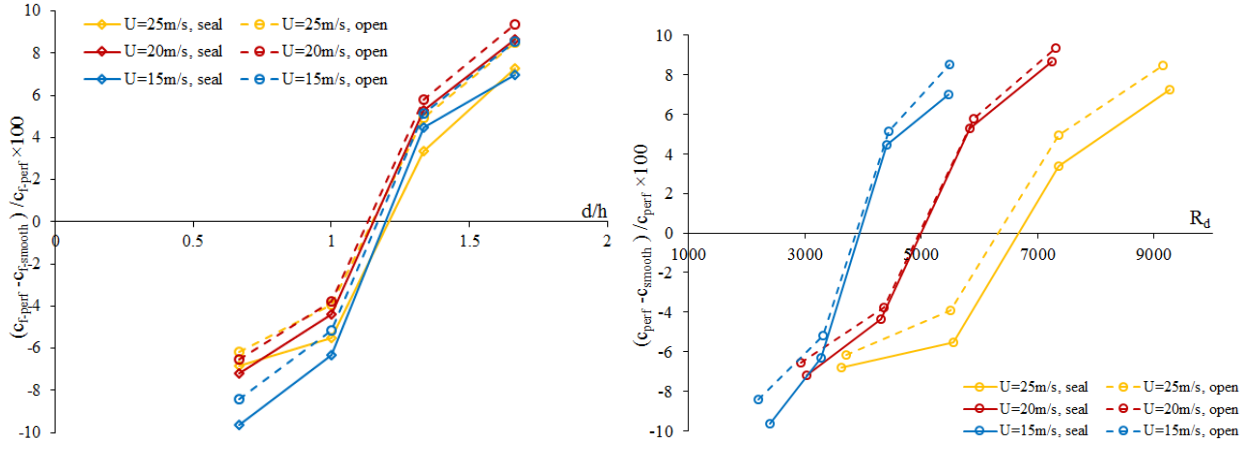 U=25m/s, seal U=25m/s, open
U=20m/s, seal U=20m/s, open
U=15m/s, seal U=15m/s, open
10
8
6
4
2
0
-2
-4
-6
-8
-10
0 0.5 1 1.5 2
d/h
(cf-perf -cf-smooth ) /cf-perf ×100
10
8
6
4
2
0
-2
-4
-6
-8
-10
1000 3000 5000 7000 9000
Rd
(cperf -csmooth ) /cperf ×100
U=25m/s, seal U=25m/s, open
U=20m/s, seal U=20m/s, open
U=15m/s, seal U=15m/s, open